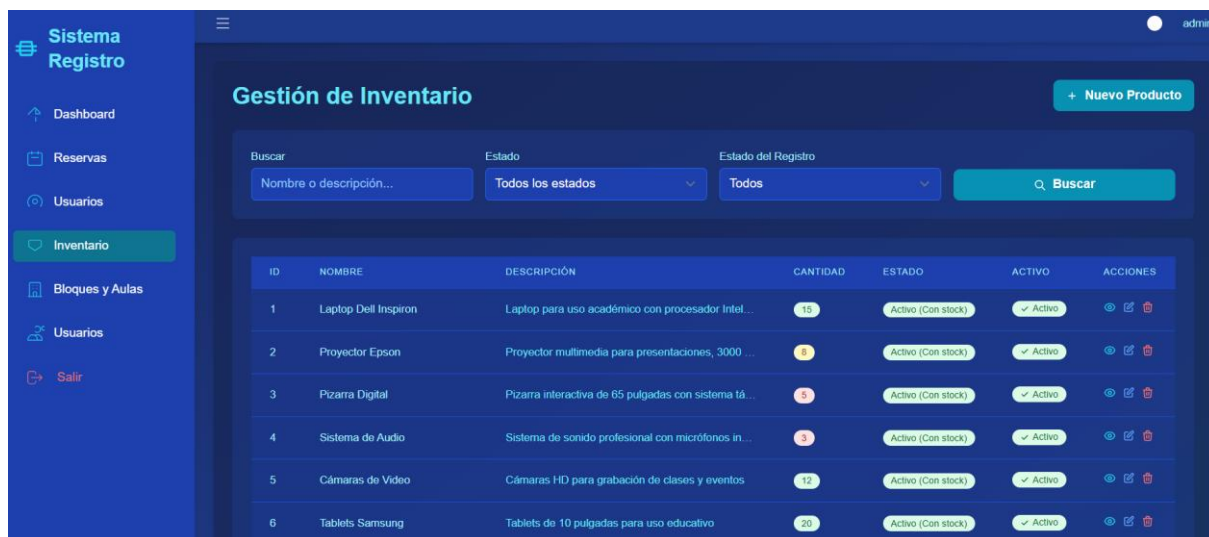 Sistema
Registro
admin
Dashboard
Reservas
Usuarios
Inventario
Bloques y Aulas
Usuarios
Salir
Gestión de Inventario
+ Nuevo Producto
Buscar Estado Estado del Registro
Nombre o descripción... Todos los estados Todos Buscar
ID NOMBRE DESCRIPCIÓN CANTIDAD ESTADO ACTIVO ACCIONES
1 Laptop Dell Inspiron Laptop para uso académico con procesador Intel... 15 Activo (Con stock) ✓ Activo
2 Proyector Epson Proyector multimedia para presentaciones, 3000 ... 8 Activo (Con stock) ✓ Activo
3 Pizarra Digital Pizarra interactiva de 65 pulgadas con sistema tá... 5 Activo (Con stock) ✓ Activo
4 Sistema de Audio Sistema de sonido profesional con micrófonos in... 3 Activo (Con stock) ✓ Activo
5 Cámaras de Video Cámaras HD para grabación de clases y eventos 12 Activo (Con stock) ✓ Activo
6 Tablets Samsung Tablets de 10 pulgadas para uso educativo 20 Activo (Con stock) ✓ Activo